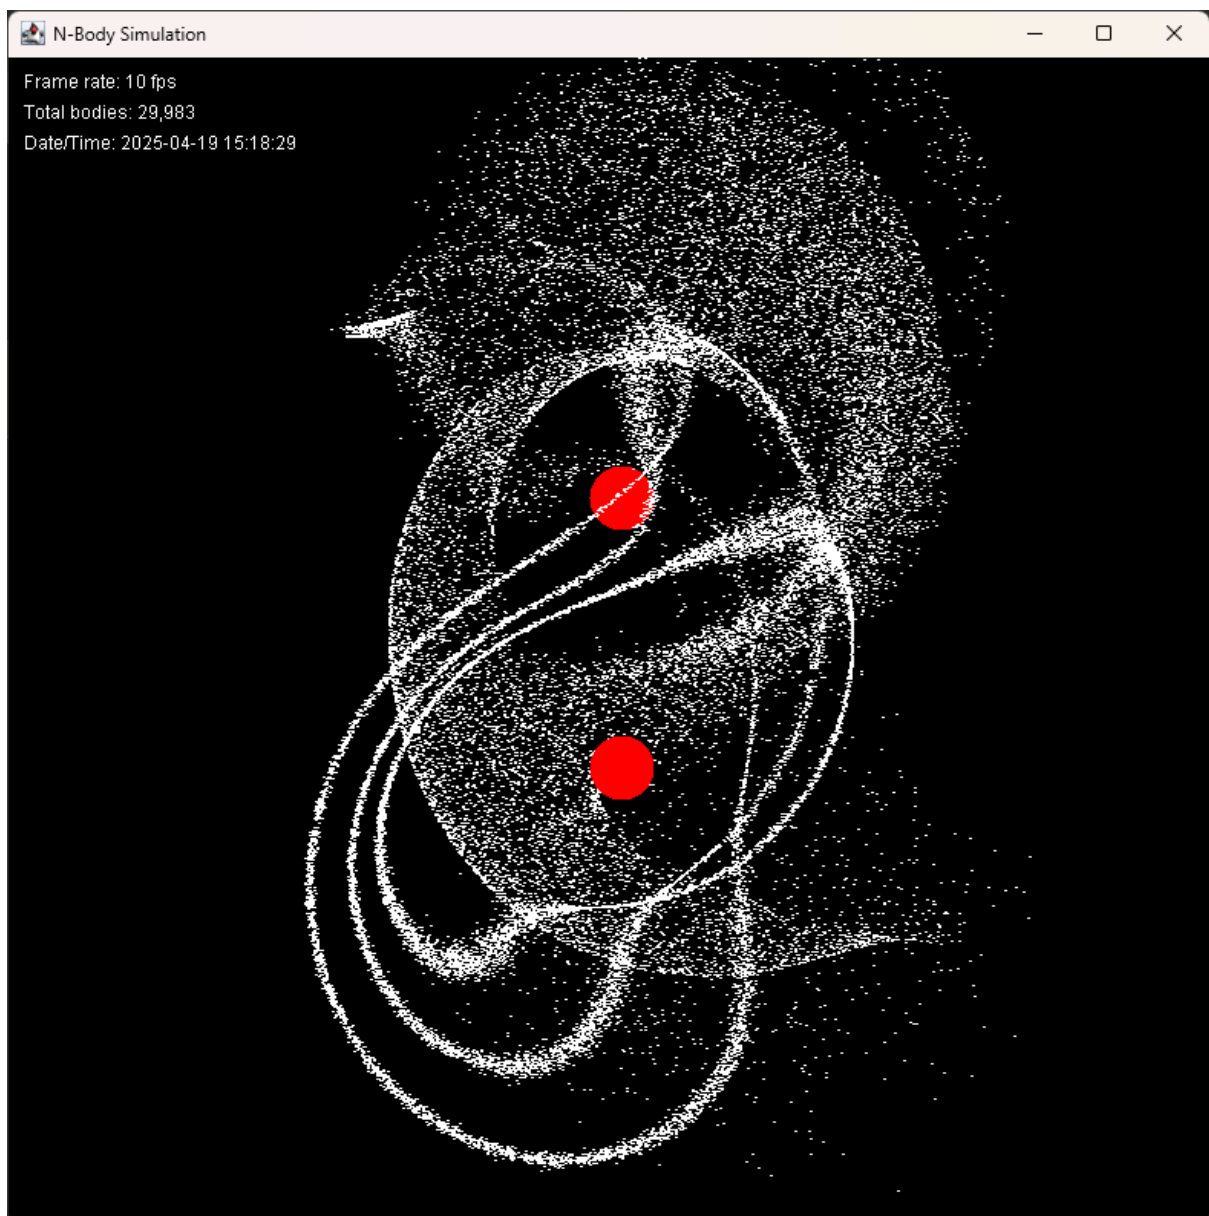 N-Body Simulation
Frame rate: 10 fps
Total bodies: 29,983
Date/Time: 2025-04-19 15:18:29